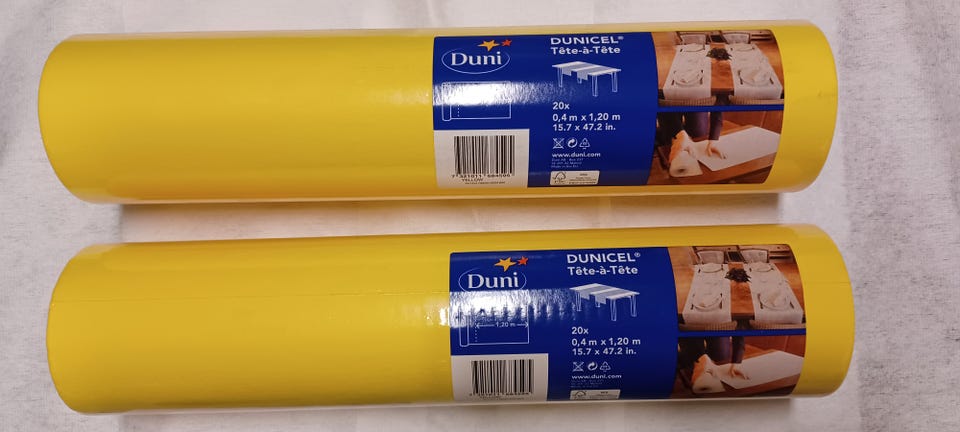 Duni
DUNICEL®
Tête-à-Tête
20x
0,4 m x 1,20 m
15.7 x 47.2 in.
www.duni.com
YELLOW
Duni
DUNICEL®
Tête-à-Tête
1,20 m
20x
0,4 m x 1,20 m
15.7 x 47.2 in.
www.duni.com